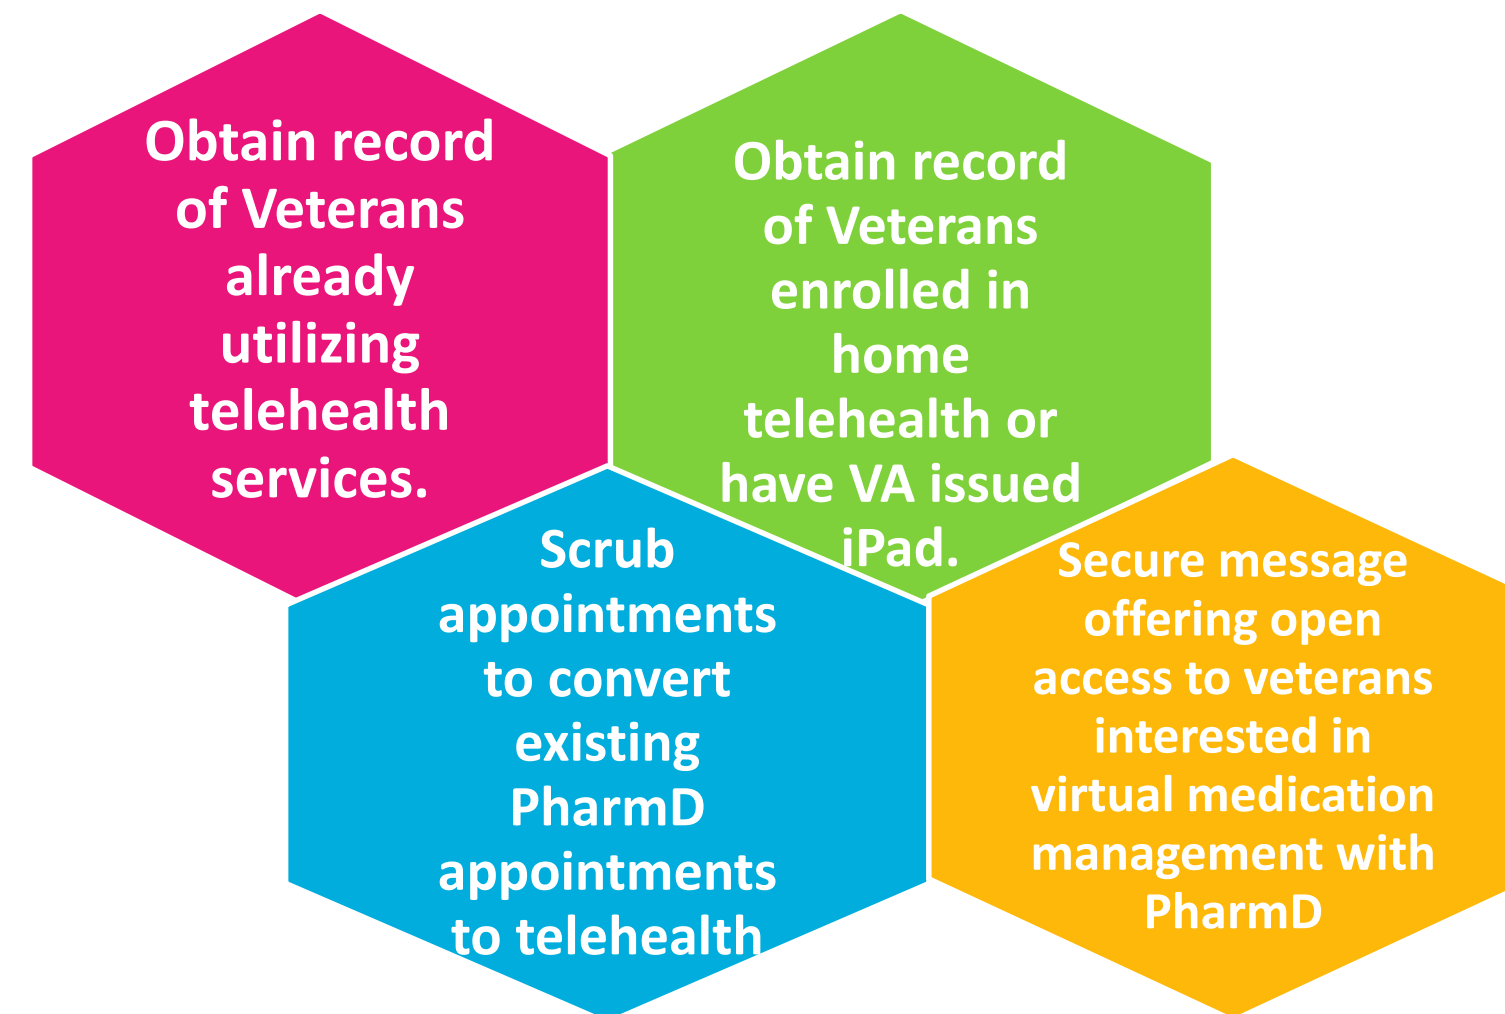 Obtain record
of Veterans
already
utilizing
telehealth
services.
Obtain record
of Veterans
enrolled in
home
telehealth or
have VA issued
iPad.
Scrub
appointments
to convert
existing
PharmD
appointments
to telehealth
Secure message
offering open
access to veterans
interested in
virtual medication
management with
PharmD